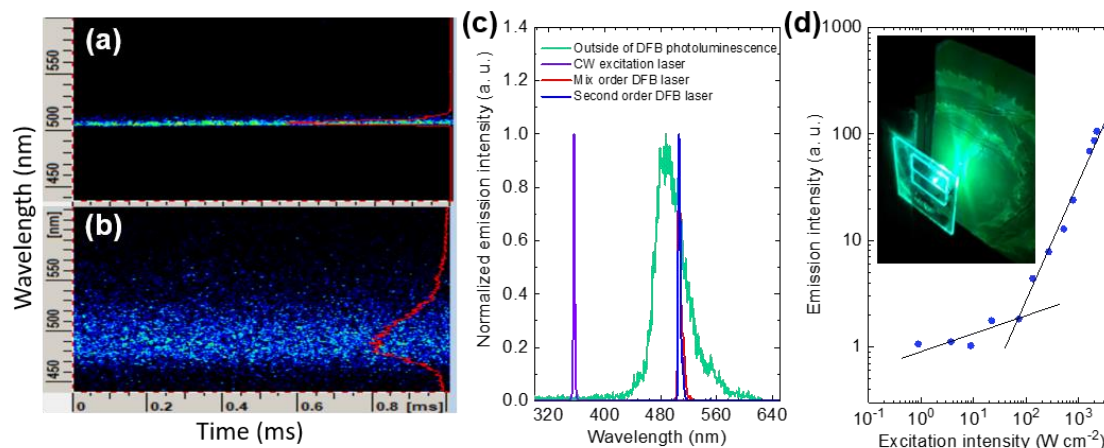 (a)
550
500
450
Wavelength (nm)
(b)
[nm]
550
500
450
0
0.2
0.4
0.6
0.8
[ms]
Time (ms)
(c)
Normalized emission intensity (a. u.)
1.4
1.2
1.0
0.8
0.6
0.4
0.2
0.0
Outside of DFB photoluminescence
CW excitation laser
Mix order DFB laser
Second order DFB laser
320 400 480 560 640
Wavelength (nm)
(d)
Emission intensity (a. u.)
1000
100
10
1
10-1 100 101 102 103
Excitation intensity (W cm-2)